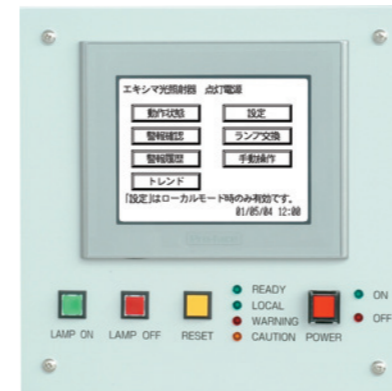 エキシマ光照射器 点灯電源
動作状態 設定
警報確認 ランプ交換
警報履歴 手動操作
トレンド
「設定」はローカルモード時のみ有効です。
01/05/04 12:00
READY
LOCAL
WARNING
CAUTION
ON
OFF
LAMP ON LAMP OFF RESET POWER